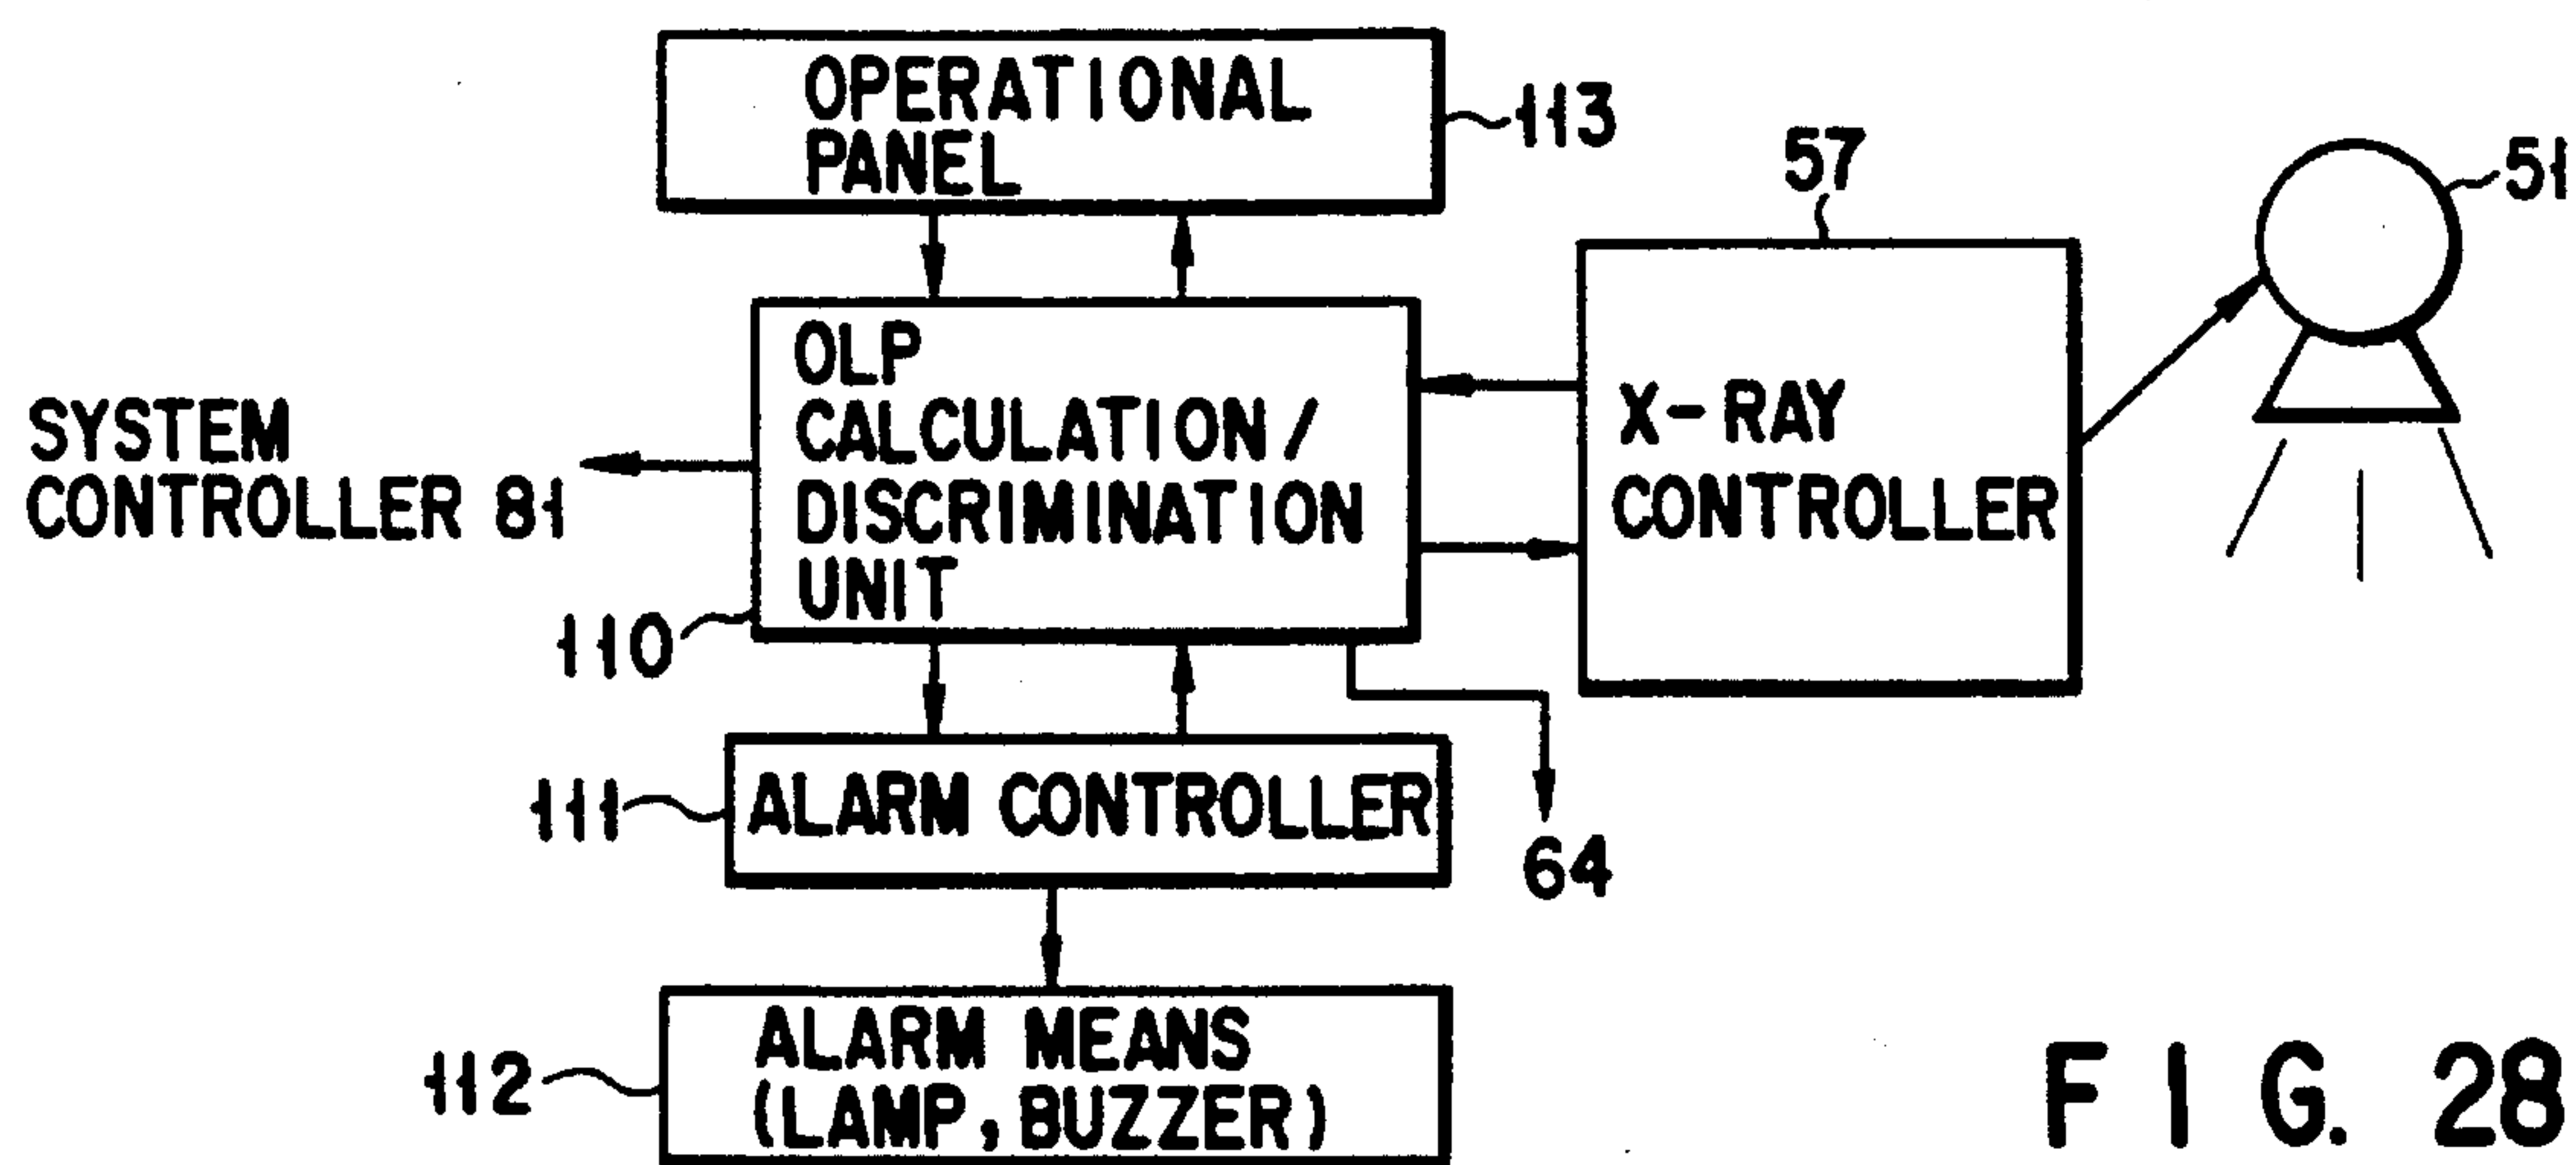 OPERATIONAL
PANEL
113
57
51
OLP
CALCULATION/
DISCRIMINATION
UNIT
X-RAY
CONTROLLER
SYSTEM
CONTROLLER 81
110
111
ALARM CONTROLLER
64
112
ALARM MEANS
(LAMP, BUZZER)
FIG. 28